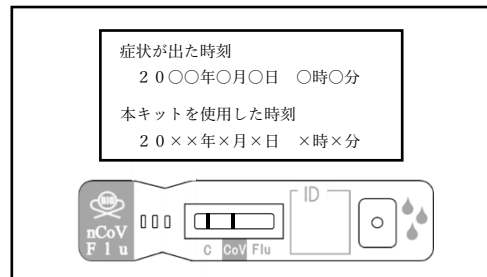 症状が出た時刻
２０○○年○月○日　○時○分
本キットを使用した時刻
２０××年×月×日　×時×分
BIO
nCoV
Ｆｌｕ
ID
C CoV Flu